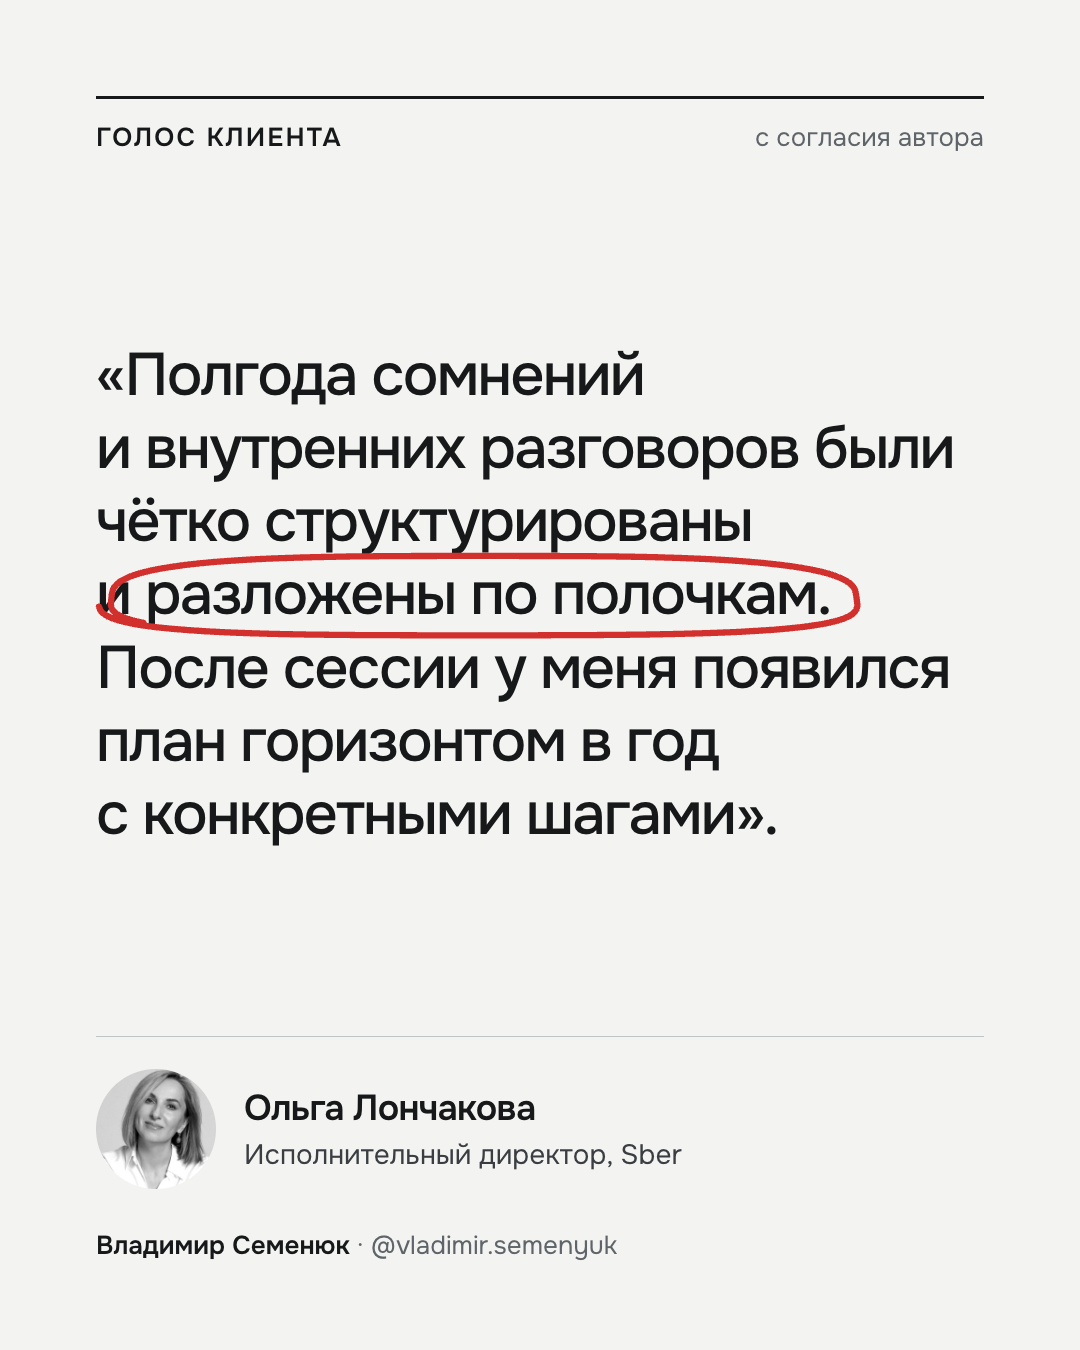 ГОЛОС КЛИЕНТА
с согласия автора
«Полгода сомнений
и внутренних разговоров были
чётко структурированы
и разложены по полочкам.
После сессии у меня появился
план горизонтом в год
с конкретными шагами».
Ольга Лончакова
Исполнительный директор, Sber
Владимир Семенюк · @vladimir.semenyuk